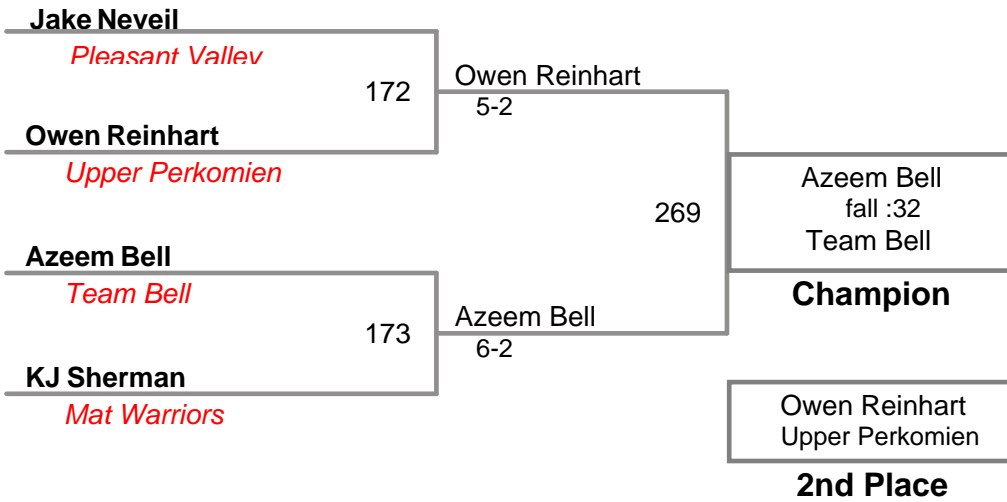 Jake Neveil
Pleasant Valley
172
Owen Reinhart
5-2
Owen Reinhart
Upper Perkomien
269
Azeem Bell
fall :32
Team Bell
Champion
Azeem Bell
Team Bell
173
Azeem Bell
6-2
KJ Sherman
Mat Warriors
Owen Reinhart
Upper Perkomien
2nd Place